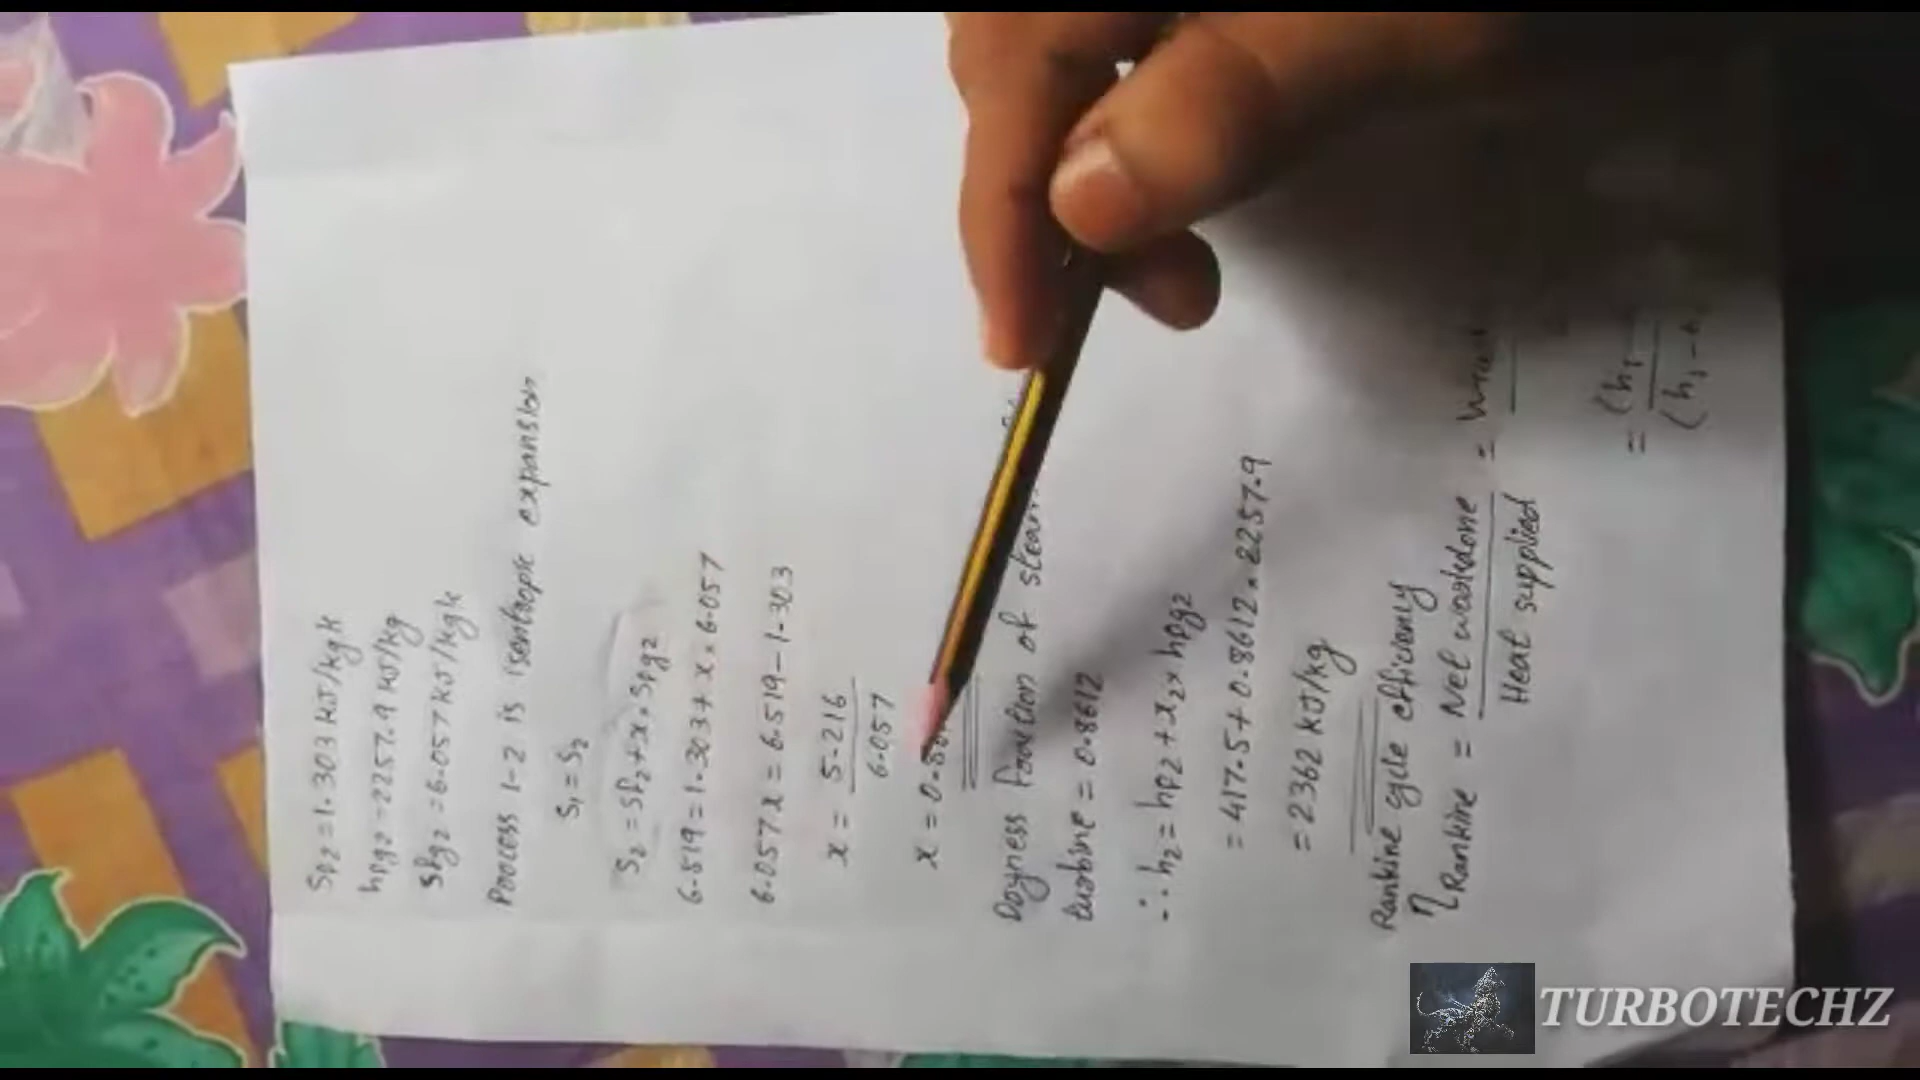 Sf2 = 1.303 kJ/kgk
hfg2 = 2257.9 kJ/kg
Sfg2 = 6.057 kJ/kgk
Process 1-2 is isentropic expansion
S1 = S2
S2 = Sf2 + x × Sfg2
6.519 = 1.303 + x × 6.057
6.057x = 6.519 - 1.303
x = 5.216
6.057
x = 0.8
Dryness fraction of steam
turbine = 0.8612
∴ h2 = hf2 + x2 × hfg2
= 417.5 + 0.8612 × 2257.9
= 2362 kJ/kg
Rankine cycle efficiency
η Rankine = Net workdone =
Heat supplied
= (h1 -
(h1 - h
TURBOTECHZ